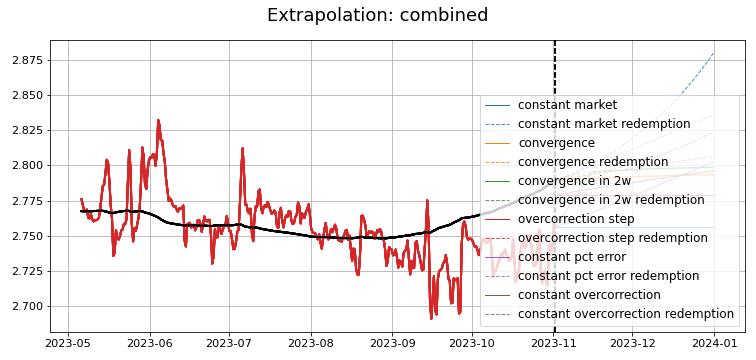 Extrapolation: combined
2.875
2.850
2.825
2.800
2.775
2.750
2.725
2.700
constant market
constant market redemption
convergence
convergence redemption
convergence in 2w
convergence in 2w redemption
overcorrection step
overcorrection step redemption
constant pct error
constant pct error redemption
constant overcorrection
constant overcorrection redemption
2023-05 2023-06 2023-07 2023-08 2023-09 2023-10 2023-11 2023-12 2024-01